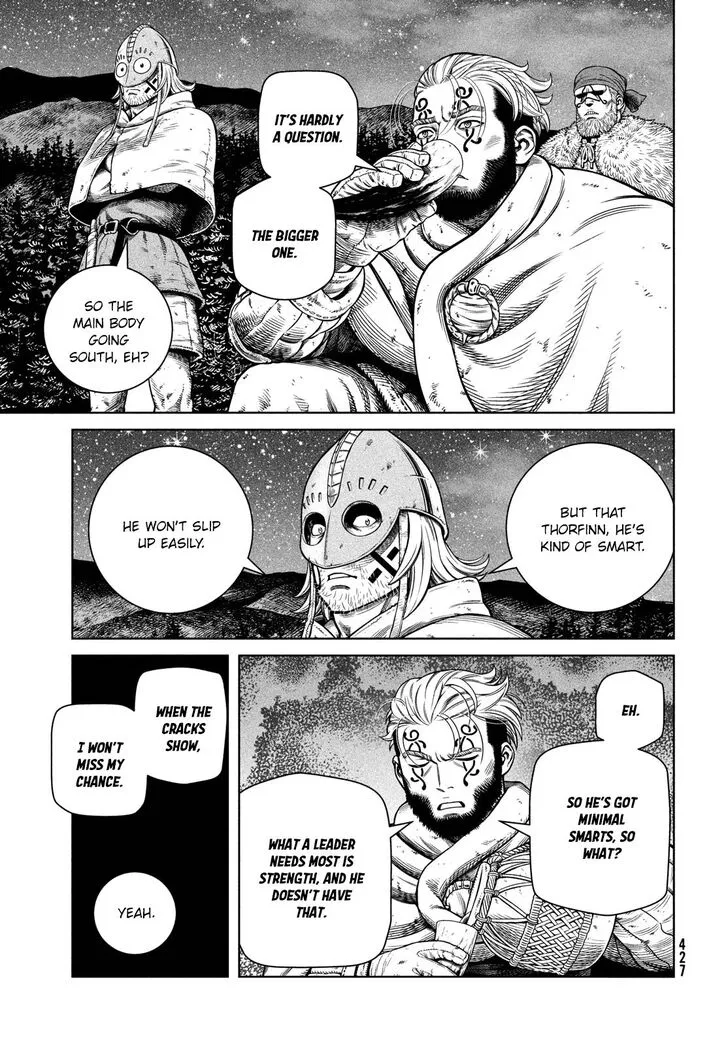 IT'S HARDLY
A QUESTION.
THE BIGGER
ONE.
SO THE
MAIN BODY
GOING
SOUTH, EH?
BUT THAT
THORFINN, HE'S
KIND OF SMART.
HE WON'T SLIP
UP EASILY.
EH.
SO HE'S GOT
MINIMAL
SMARTS, SO
WHAT?
WHAT A LEADER
NEEDS MOST IS
STRENGTH, AND HE
DOESN'T HAVE
THAT.
WHEN THE
CRACKS
SHOW,
I WON'T
MISS MY
CHANCE.
YEAH.
427